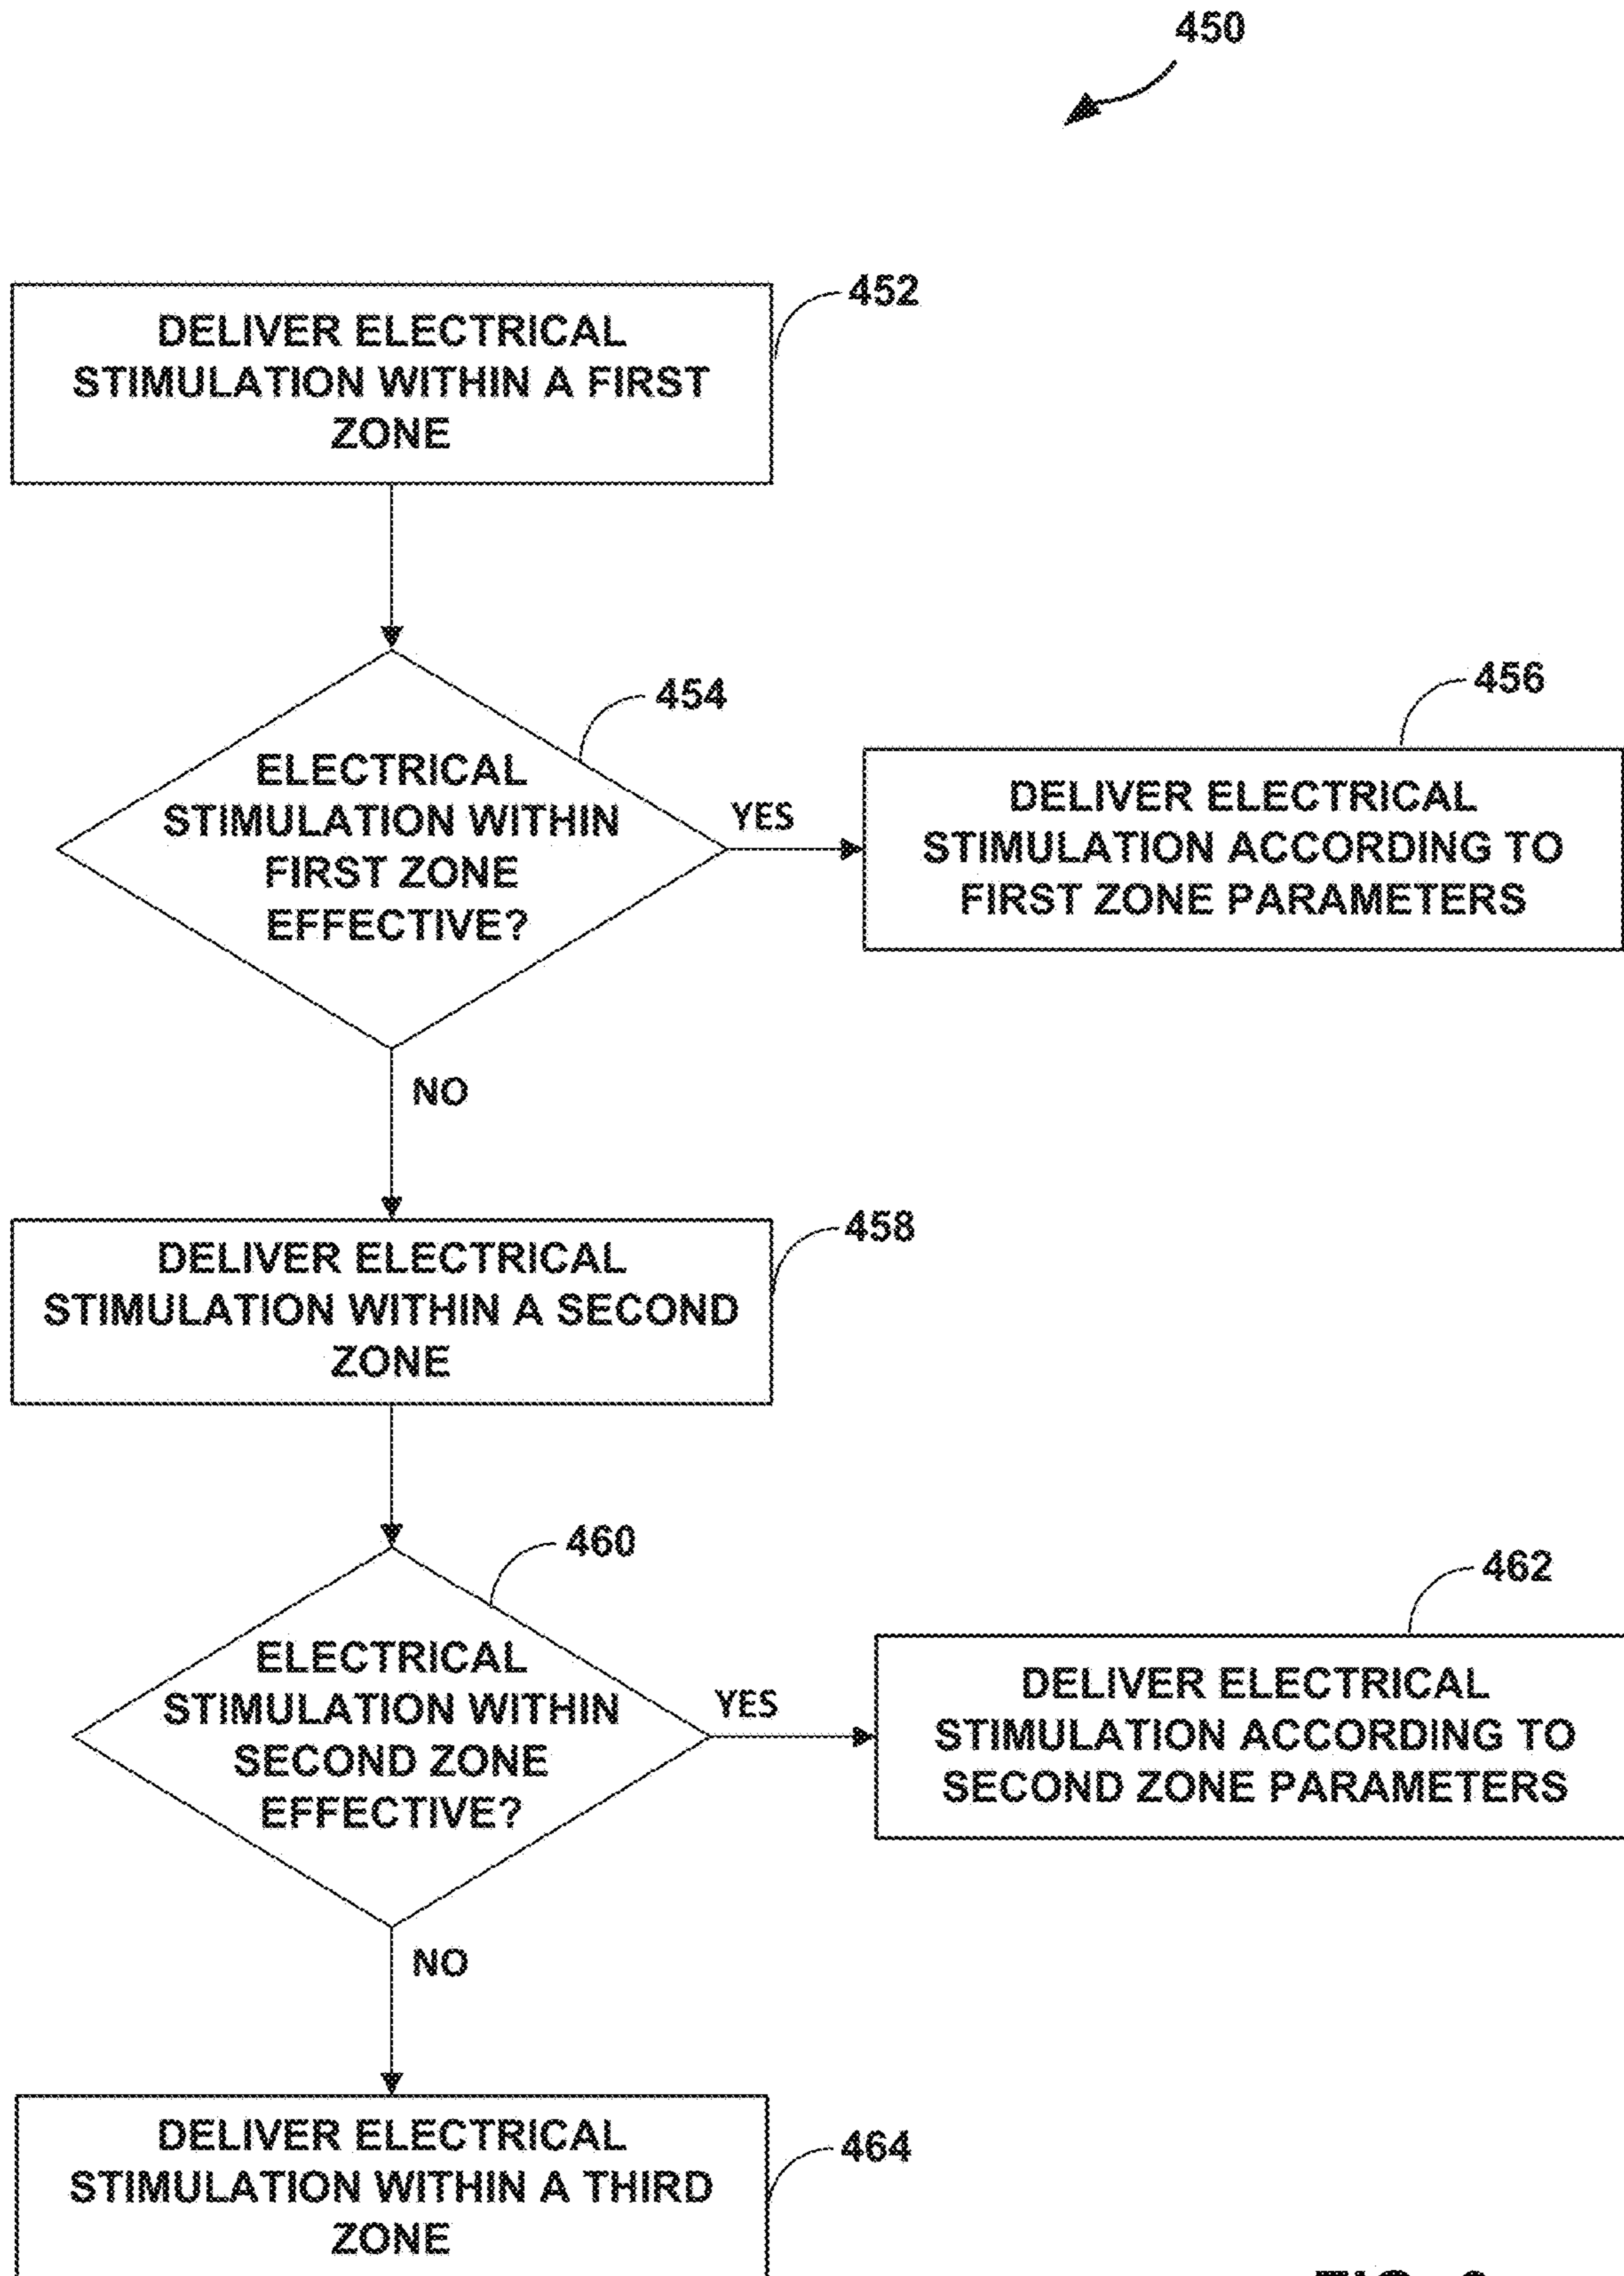 450
452
DELIVER ELECTRICAL
STIMULATION WITHIN A FIRST
ZONE
454
ELECTRICAL
STIMULATION WITHIN
FIRST ZONE
EFFECTIVE?
YES
456
DELIVER ELECTRICAL
STIMULATION ACCORDING TO
FIRST ZONE PARAMETERS
NO
458
DELIVER ELECTRICAL
STIMULATION WITHIN A SECOND
ZONE
460
ELECTRICAL
STIMULATION WITHIN
SECOND ZONE
EFFECTIVE?
YES
462
DELIVER ELECTRICAL
STIMULATION ACCORDING TO
SECOND ZONE PARAMETERS
NO
464
DELIVER ELECTRICAL
STIMULATION WITHIN A THIRD
ZONE